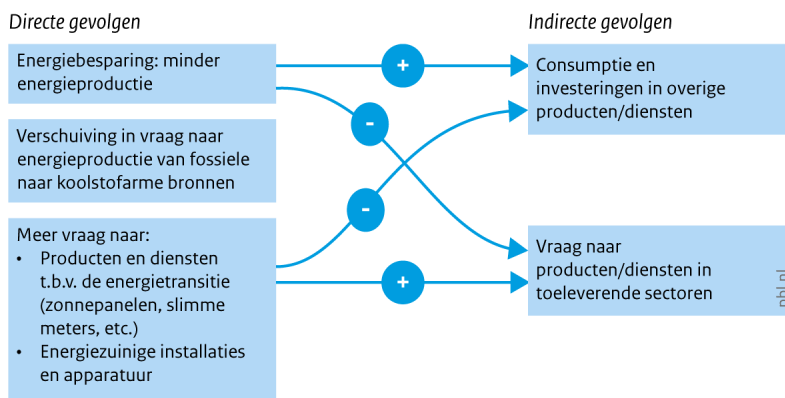 Directe gevolgen
Energiebesparing: minder
energieproductie
Verschuiving in vraag naar
energieproductie van fossiele
naar koolstofarme bronnen
Meer vraag naar:
• Producten en diensten
t.b.v. de energietransitie
(zonnepanelen, slimme
meters, etc.)
• Energiezuinige installaties
en apparatuur
+
-
-
+
Indirecte gevolgen
Consumptie en
investeringen in overige
producten/diensten
Vraag naar
producten/diensten in
toeleverende sectoren
pbl.nl